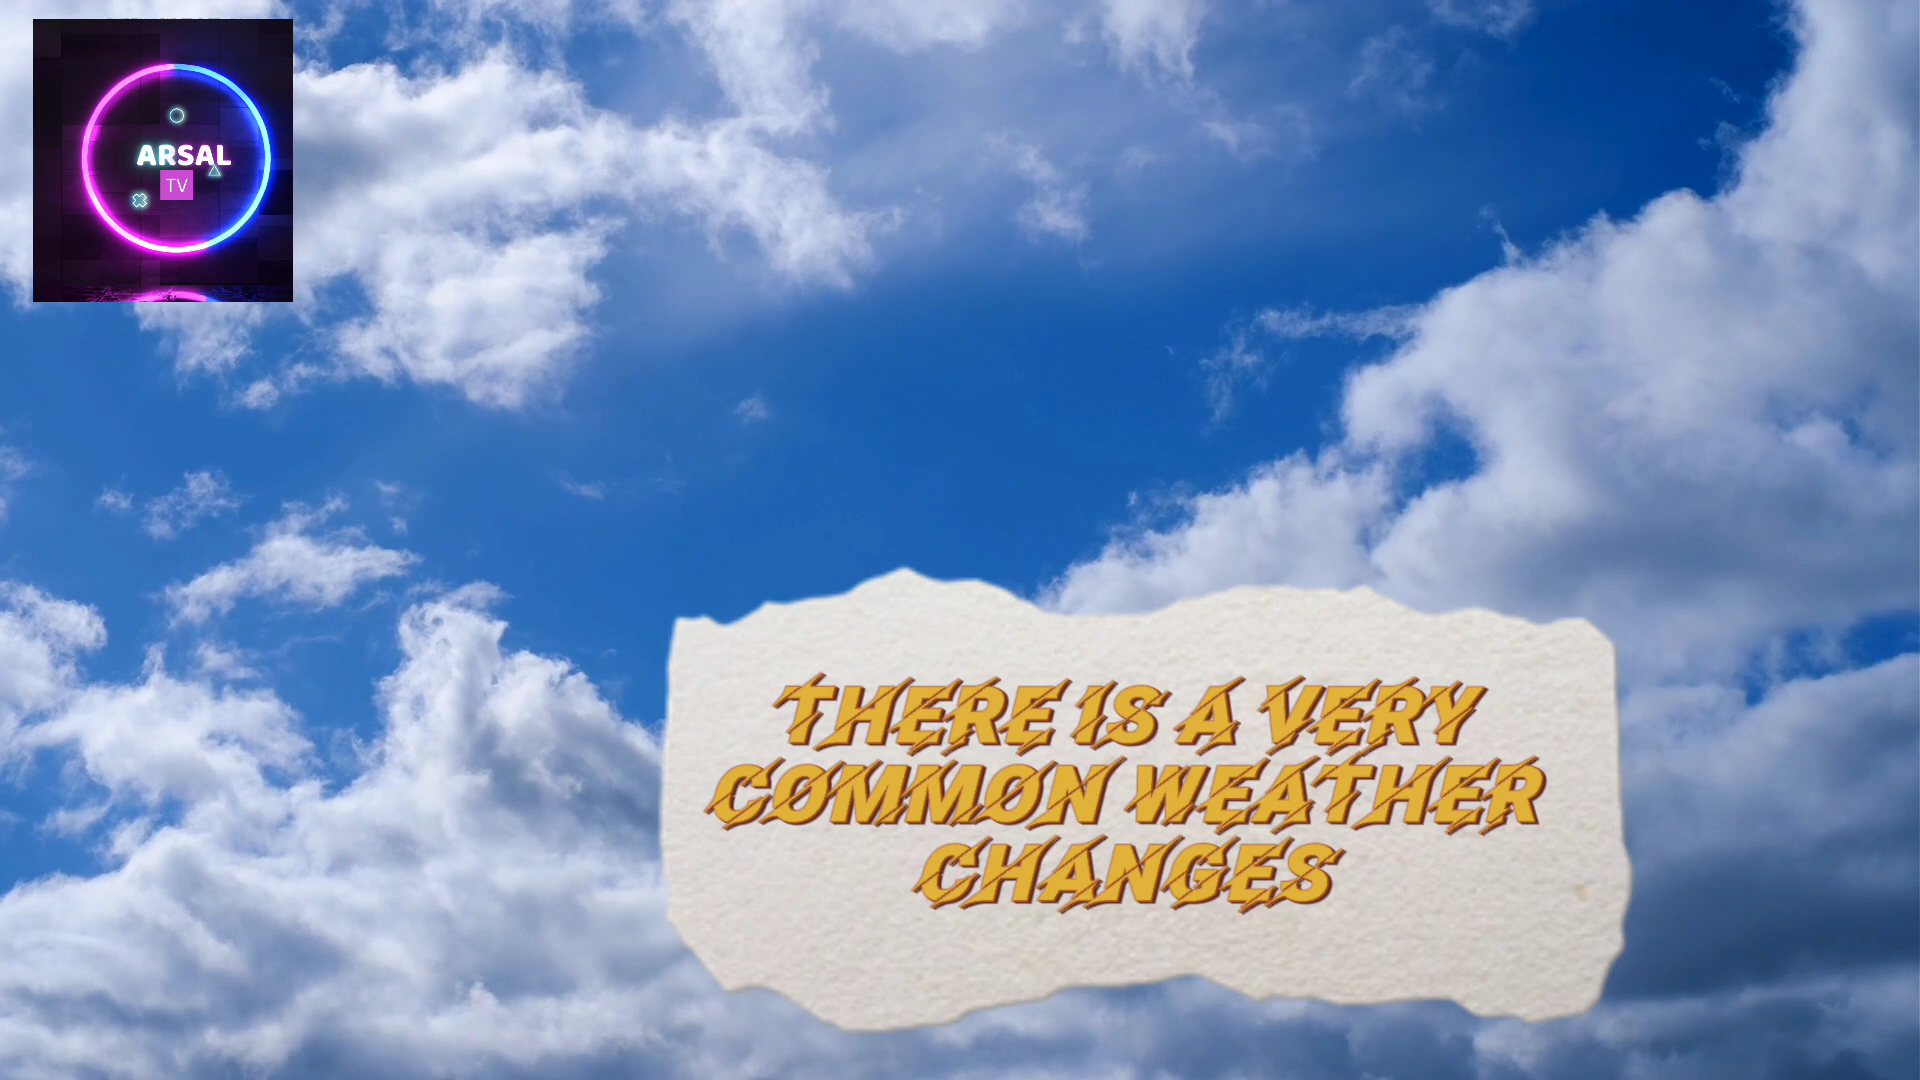 ARSAL
TV
THERE IS A VERY
COMMON WEATHER
CHANGES